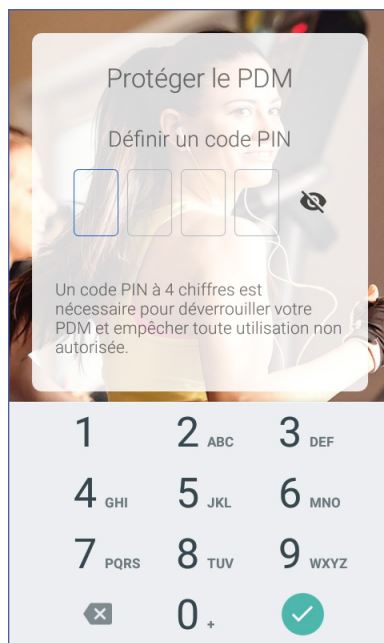 Protéger le PDM
Définir un code PIN
Un code PIN à 4 chiffres est
nécessaire pour déverrouiller votre
PDM et empêcher toute utilisation non
autorisée.
1 2 ABC 3 DEF
4 GHI 5 JKL 6 MNO
7 PQRS 8 TUV 9 WXYZ
0 +